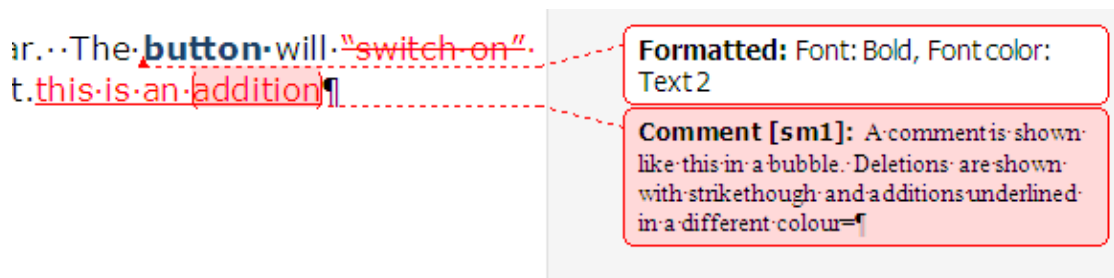 ar.  The button will “switch on”
t.this is an addition¶
Formatted: Font: Bold, Font color:
Text 2
Comment [sm1]: A comment is shown
like this in a bubble. Deletions are shown
with strikethough and additions underlined
in a different colour=¶